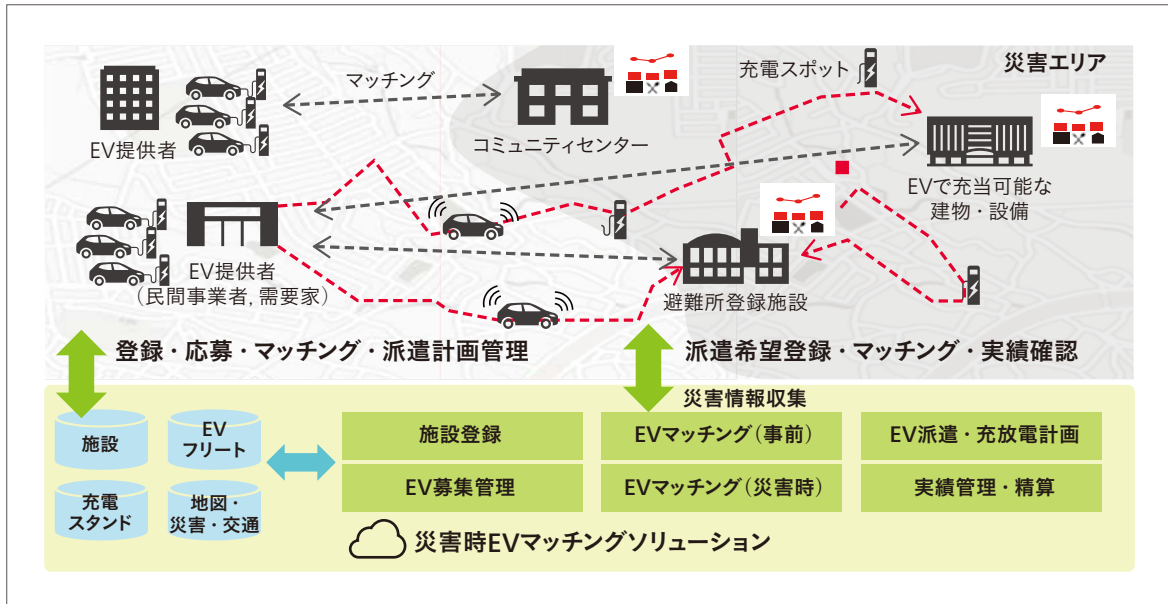 災害エリア
マッチング
充電スポット
EV提供者
コミュニティセンター
EVで充当可能な
建物・設備
EV提供者
（民間事業者, 需要家）
避難所登録施設
登録・応募・マッチング・派遣計画管理
派遣希望登録・マッチング・実績確認
災害情報収集
施設
EV
フリート
充電
スタンド
地図・
災害・交通
施設登録
EVマッチング（事前）
EV派遣・充放電計画
EV募集管理
EVマッチング（災害時）
実績管理・精算
災害時EVマッチングソリューション